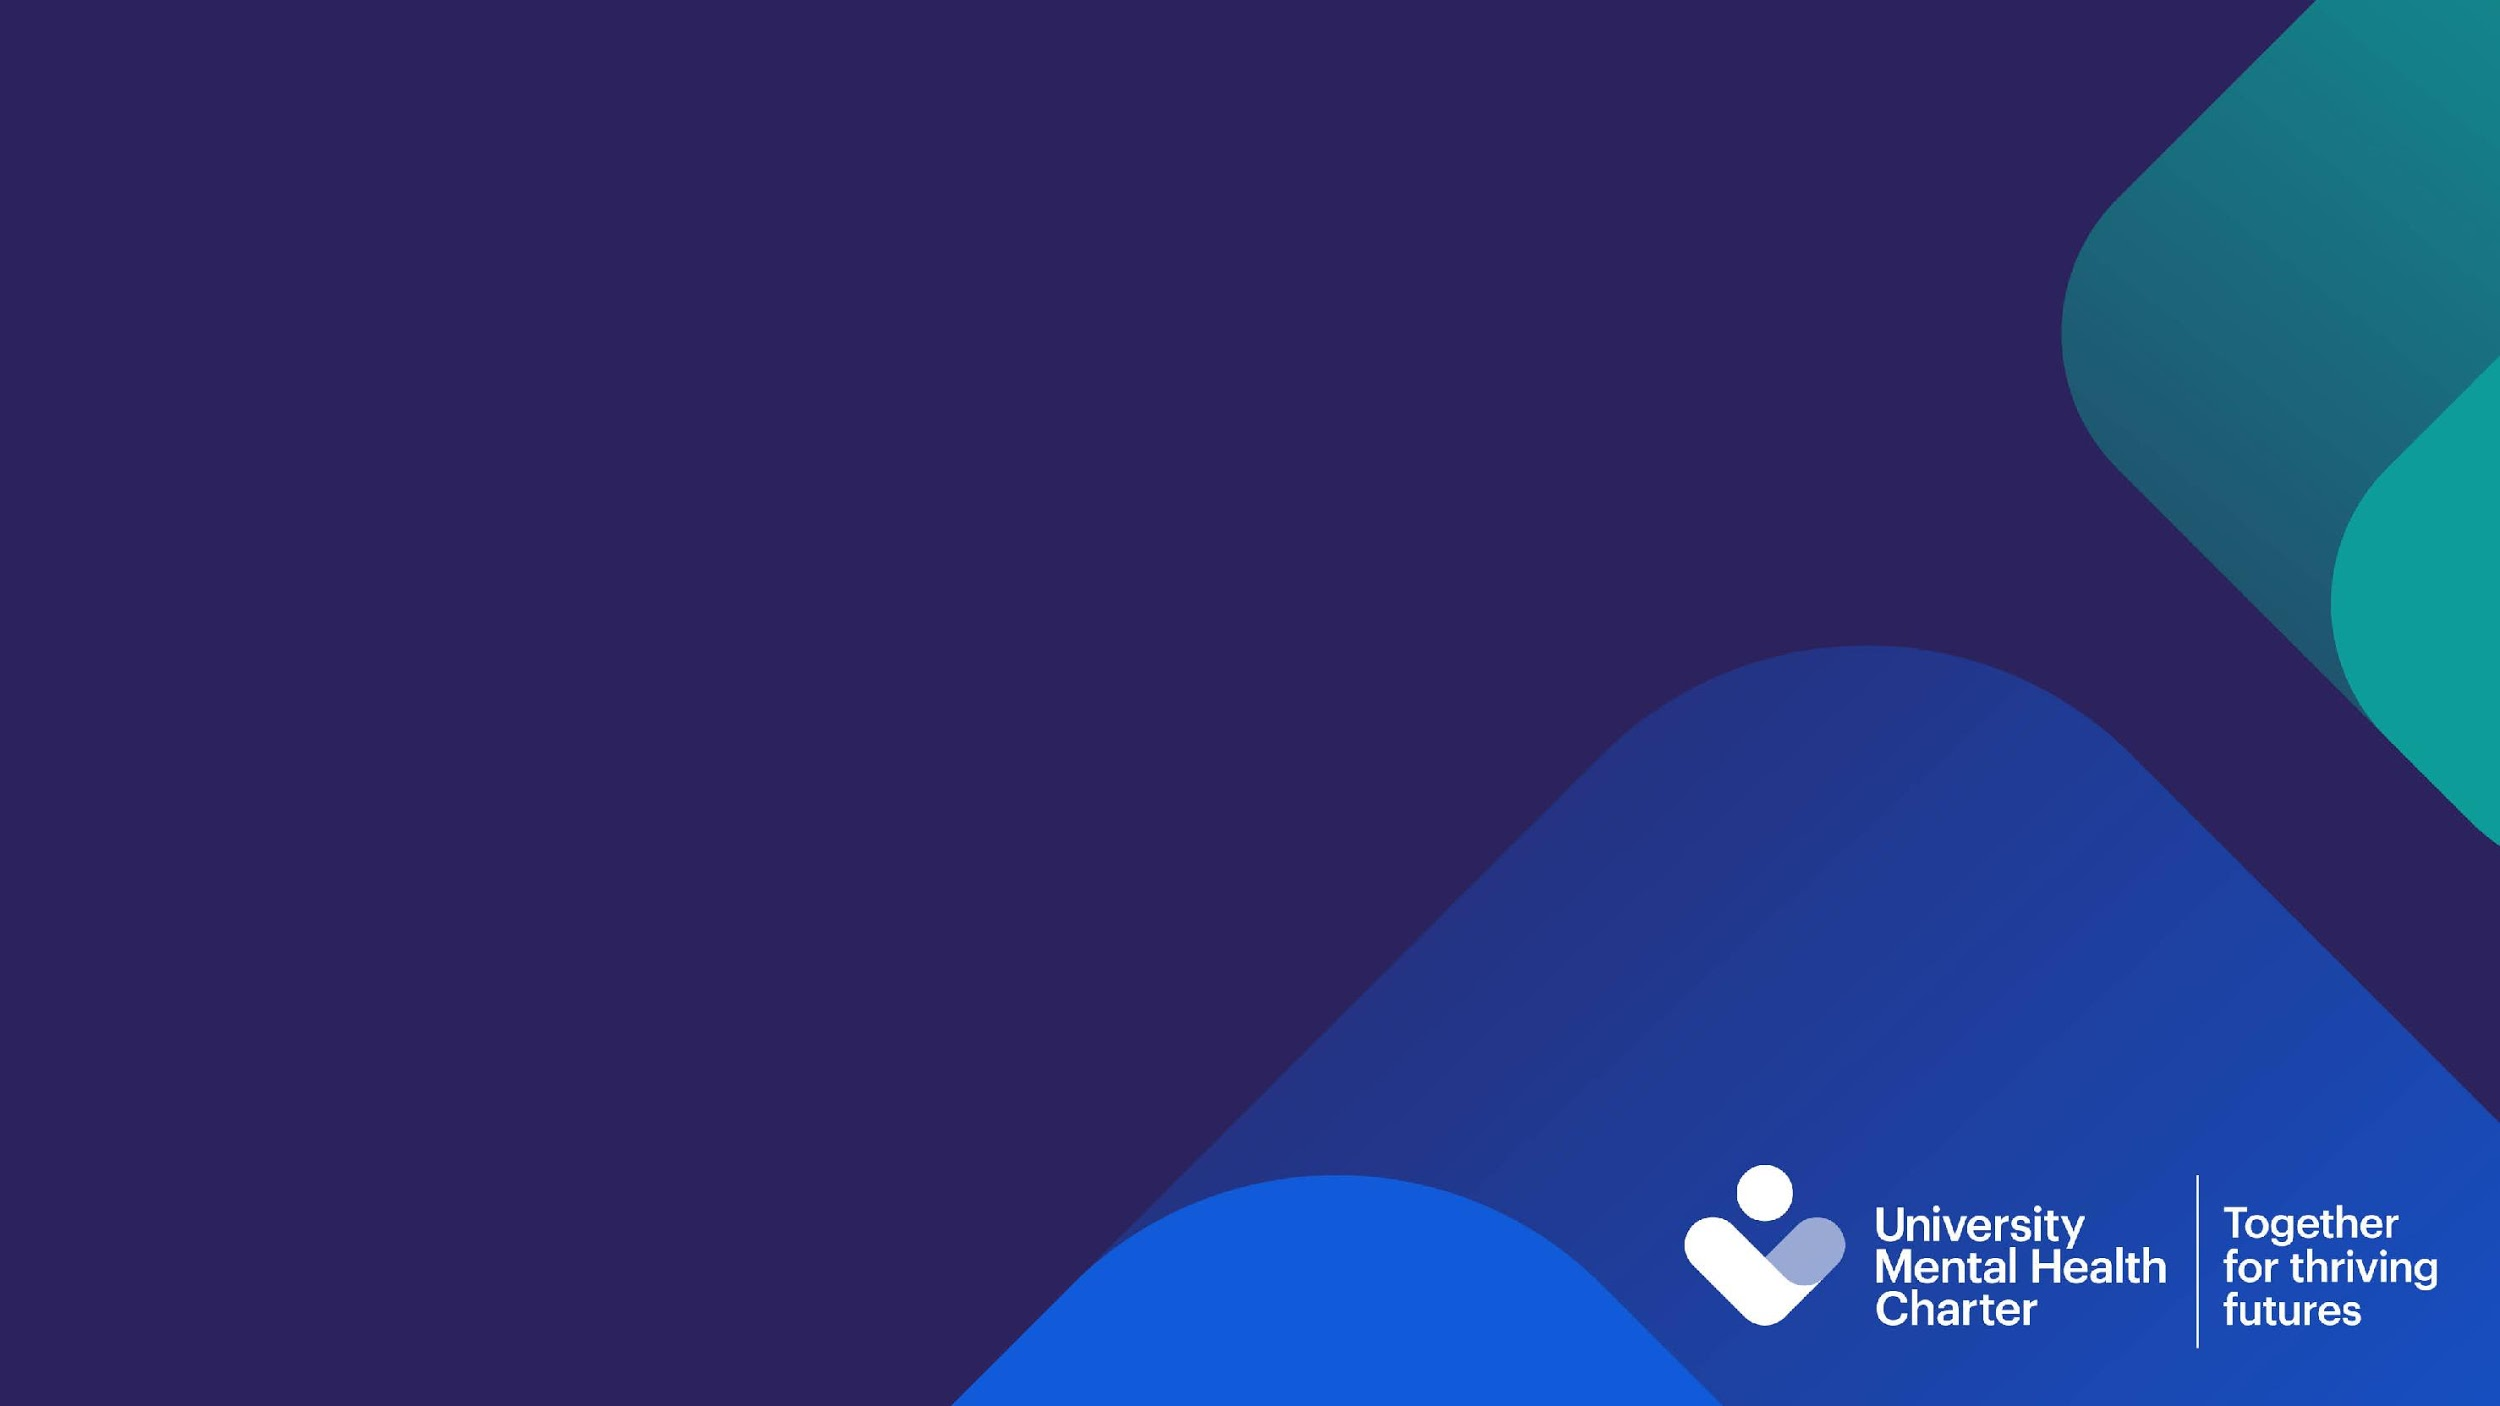 University
Mental Health
Charter
Together
for thriving
futures